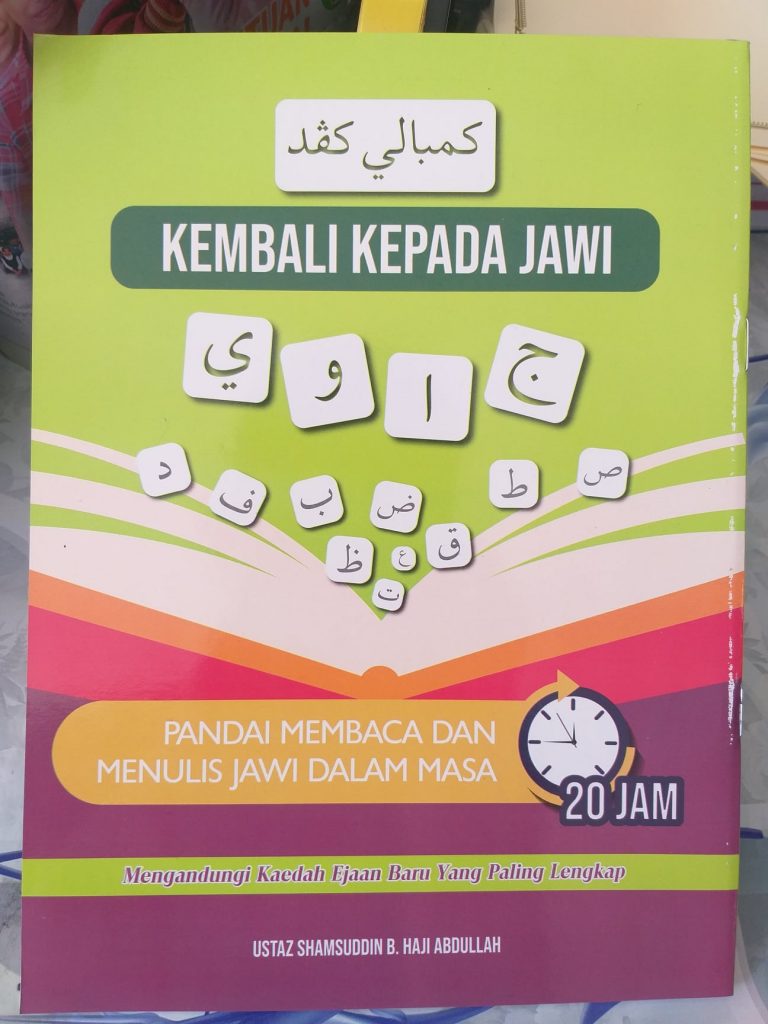 كمبالي كڤد
KEMBALI KEPADA JAWI
ج ا و ي
ص ط ض ب ف د
ق ع ظ
ت
PANDAI MEMBACA DAN
MENULIS JAWI DALAM MASA
20 JAM
Mengandungi Kaedah Ejaan Baru Yang Paling Lengkap
USTAZ SHAMSUDDIN B. HAJI ABDULLAH